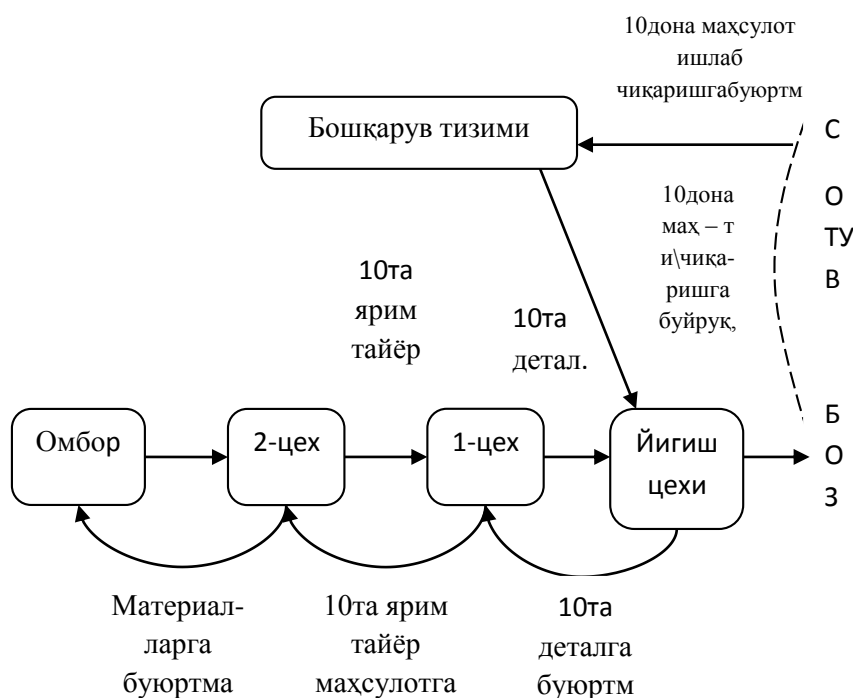 10дона маҳсулот
ишлаб
чиқаришгабуюртм
Бошқарув тизими
С
О
ТУ
В
10дона
маҳ – т
и\чиқа-
ришга
буйруқ,
10та
ярим
тайёр
10та
детал.
Омбор
2-цех
1-цех
Йигиш
цехи
Б
О
З
Материал-
ларга
буюртма
10та ярим
тайёр
маҳсулотга
10та
деталга
буюртм